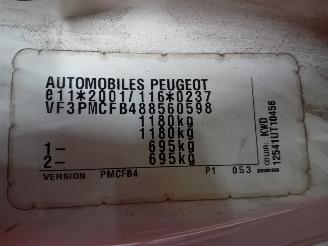 AUTOMOBILES PEUGEOT
e11*2001/116*0237
VF3PMCFB488560598
1180kg
1180kg
1- 695kg
2- 695kg
VERSION PMCFB4 P1 053
COLUR: KWD
12541UT10456